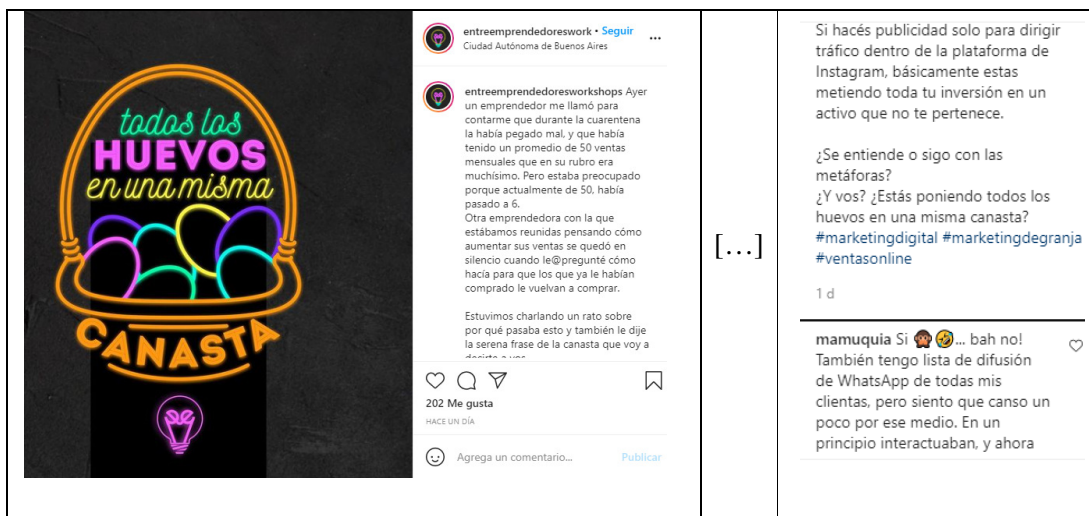 todos los
HUEVOS
en una misma
CANASTA
entreemprendedoreswork • Seguir
Ciudad Autónoma de Buenos Aires
entreemprendedoresworkshops Ayer
un emprendedor me llamó para
contarme que durante la cuarentena
la había pegado mal, y que había
tenido un promedio de 50 ventas
mensuales que en su rubro era
muchísimo. Pero estaba preocupado
porque actualmente de 50, había
pasado a 6.
Otra emprendedora con la que
estábamos reunidas pensando cómo
aumentar sus ventas se quedó en
silencio cuando le@pregunté cómo
hacía para que los que ya le habían
comprado le vuelvan a comprar.
Estuvimos charlando un rato sobre
por qué pasaba esto y también le dije
la serena frase de la canasta que voy a
decirte a vos
202 Me gusta
HACE UN DÍA
Agrega un comentario...
Publicar
[…]
Si hacés publicidad solo para dirigir
tráfico dentro de la plataforma de
Instagram, básicamente estas
metiendo toda tu inversión en un
activo que no te pertenece.
¿Se entiende o sigo con las
metáforas?
¿Y vos? ¿Estás poniendo todos los
huevos en una misma canasta?
#marketingdigital #marketingdegranja
#ventasonline
1 d
mamuquia Si 🙊🤣... bah no!
También tengo lista de difusión
de WhatsApp de todas mis
clientas, pero siento que canso un
poco por ese medio. En un
principio interactuaban, y ahora